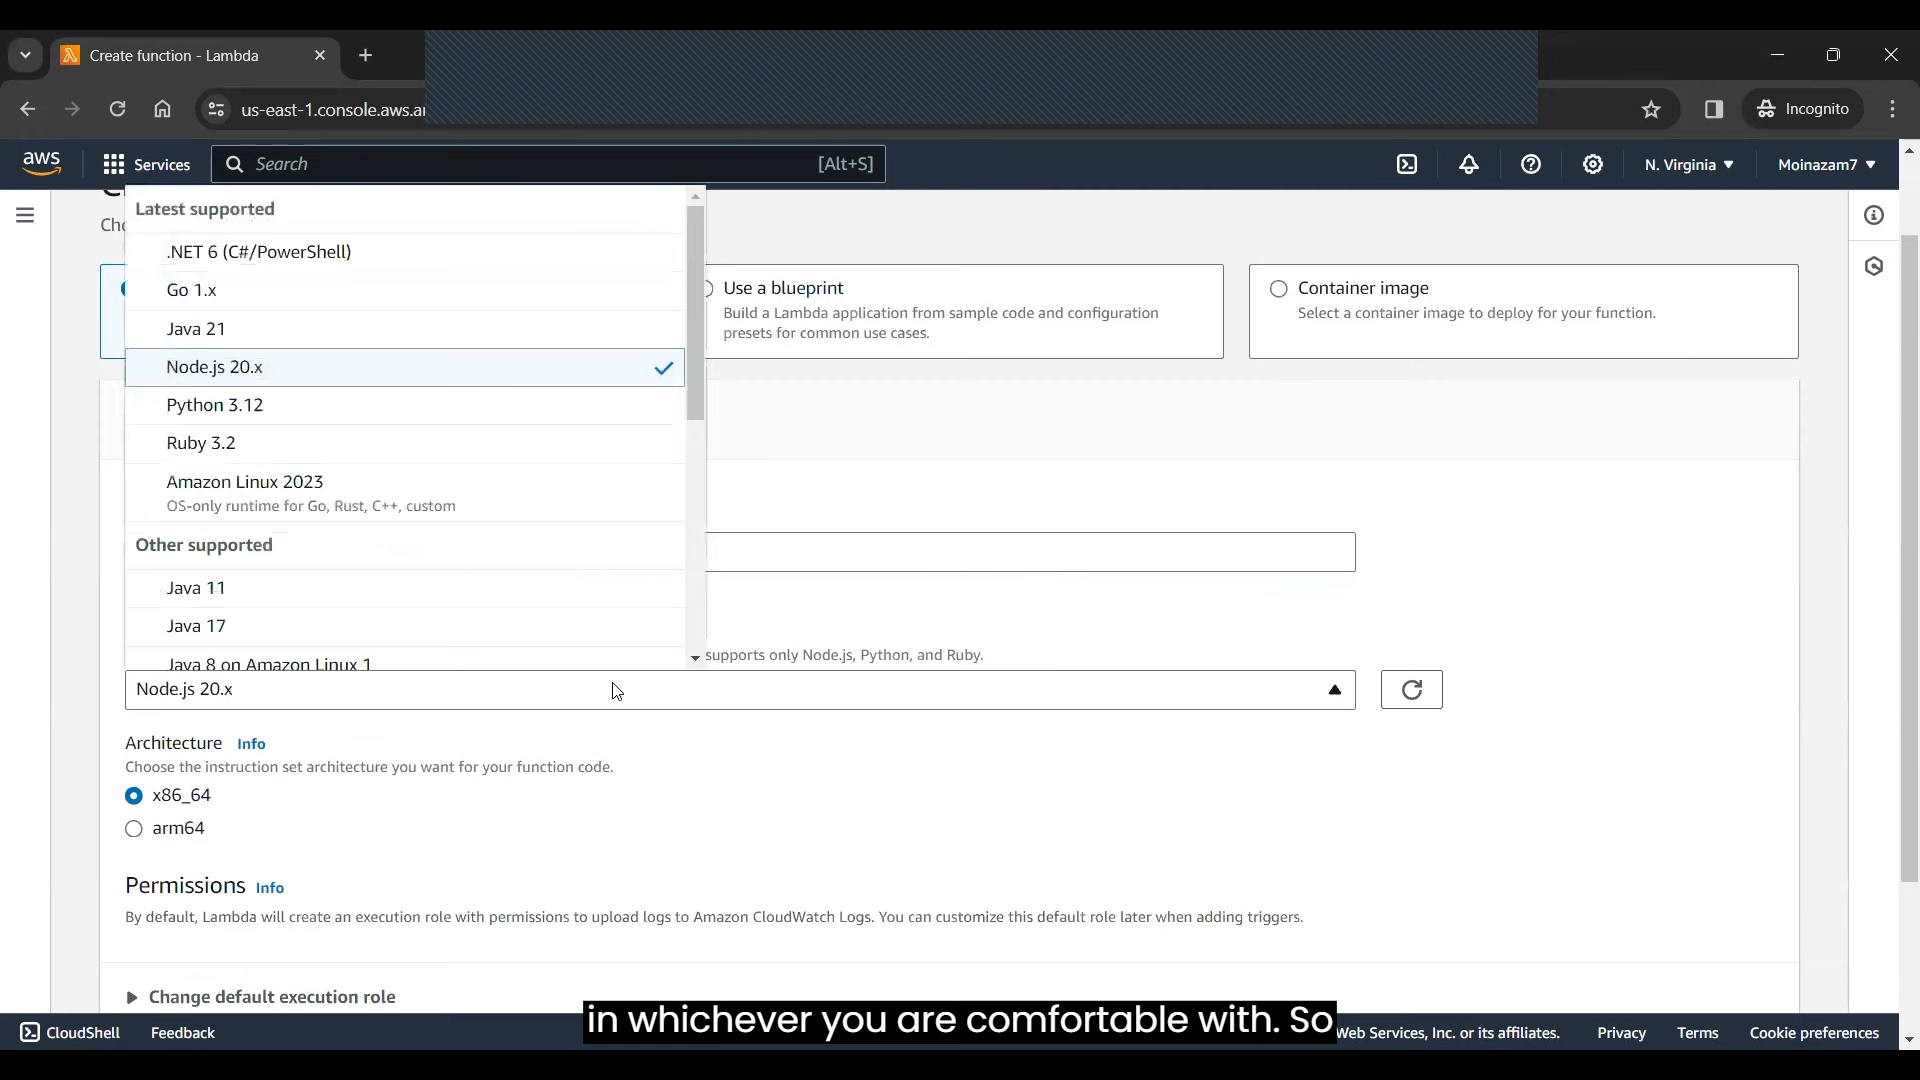 Create function - Lambda
us-east-1.console.aws.a
Incognito
aws
Services
Search
[Alt+S]
N. Virginia
Moinazam7
Latest supported
.NET 6 (C#/PowerShell)
Go 1.x
Java 21
Node.js 20.x
Python 3.12
Ruby 3.2
Amazon Linux 2023
OS-only runtime for Go, Rust, C++, custom
Other supported
Java 11
Java 17
Java 8 on Amazon Linux 1
Use a blueprint
Build a Lambda application from sample code and configuration
presets for common use cases.
Container image
Select a container image to deploy for your function.
supports only Node.js, Python, and Ruby.
Node.js 20.x
Architecture Info
Choose the instruction set architecture you want for your function code.
x86_64
arm64
Permissions Info
By default, Lambda will create an execution role with permissions to upload logs to Amazon CloudWatch Logs. You can customize this default role later when adding triggers.
Change default execution role
in whichever you are comfortable with. So
CloudShell
Feedback
Web Services, Inc. or its affiliates.
Privacy
Terms
Cookie preferences